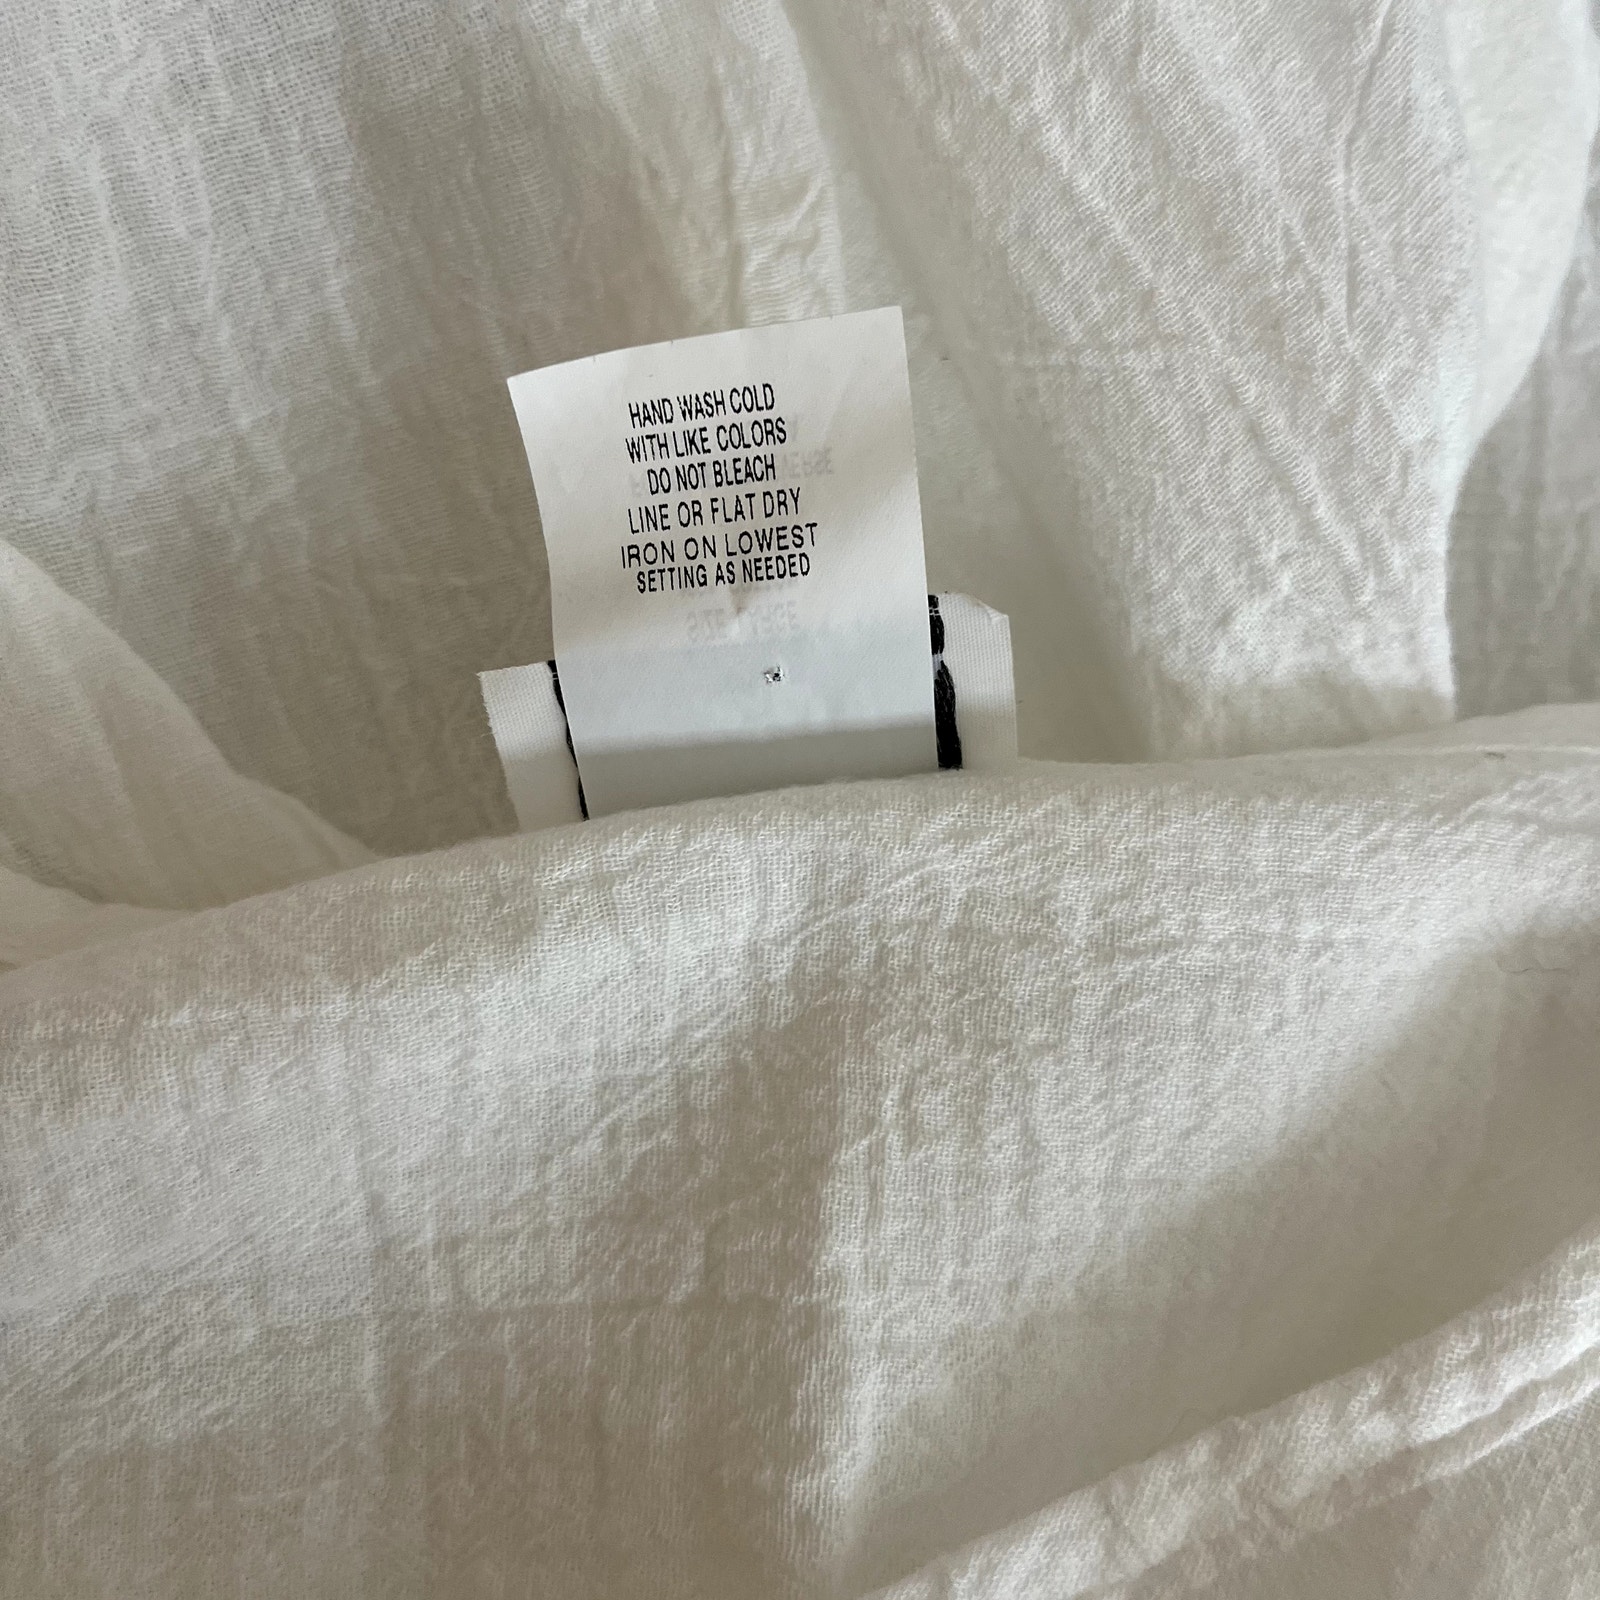 HAND WASH COLD
WITH LIKE COLORS
DO NOT BLEACH
LINE OR FLAT DRY
IRON ON LOWEST
SETTING AS NEEDED